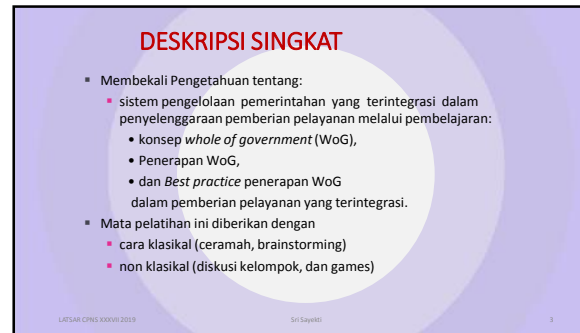 DESKRIPSI SINGKAT
▪ Membekali Pengetahuan tentang:
▪ sistem pengelolaan pemerintahan yang terintegrasi dalam
penyelenggaraan pemberian pelayanan melalui pembelajaran:
• konsep whole of government (WoG),
• Penerapan WoG,
• dan Best practice penerapan WoG
dalam pemberian pelayanan yang terintegrasi.
▪ Mata pelatihan ini diberikan dengan
▪ cara klasikal (ceramah, brainstorming)
▪ non klasikal (diskusi kelompok, dan games)
LATSAR CPNS XXXVII 2019 Sri Sayekti 3